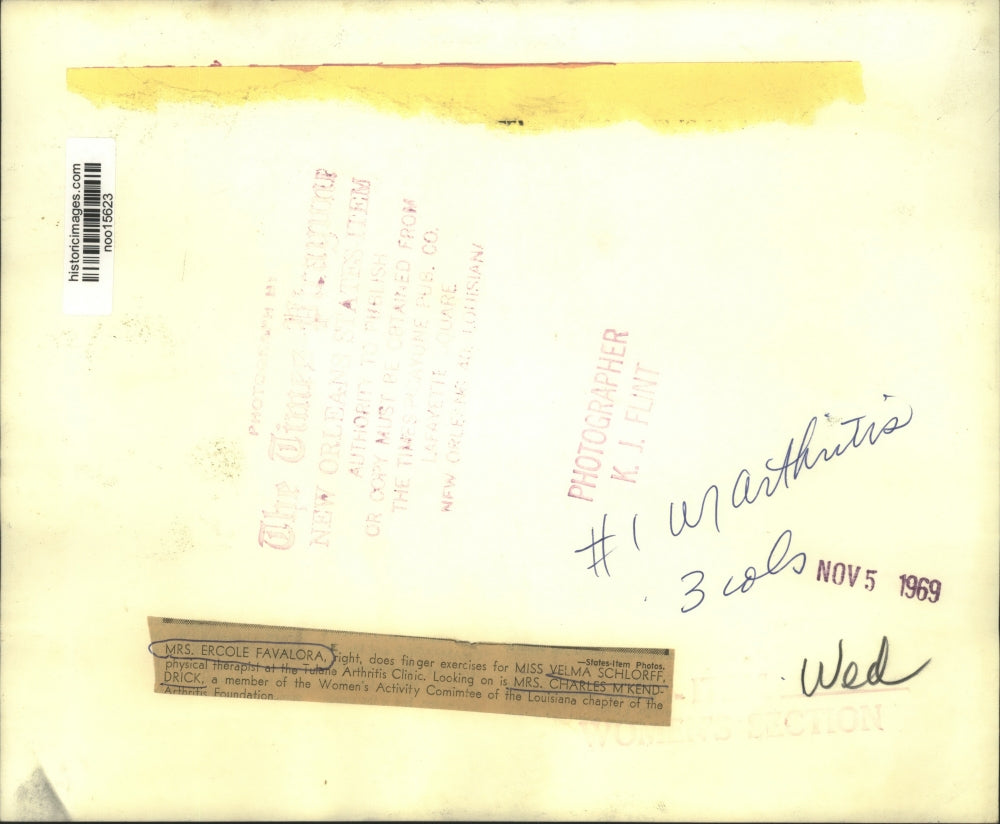 historicimages.com
noo15623
PHOTOGRAPH BY
The Times Picayune
NEW ORLEANS STATES ITEM
AUTHORITY TO PUBLISH
OR COPY MUST BE OBTAINED FROM
THE TIMES PICAYUNE PUB. CO.
LAFAYETTE SQUARE
NEW ORLEANS
PHOTOGRAPHER
K. J. FLINT
#1 W/ arthritis
3 cols
NOV 5 1969
Wed
WOMEN'S SECTION
—States-Item Photos.
MRS. ERCOLE FAVALORA, right, does finger exercises for MISS VELMA SCHLORFF,
physical therapist at the Tulane Arthritis Clinic. Looking on is MRS. CHARLES M'KEND-
DRICK, a member of the Women's Activity Comimtee of the Louisiana chapter of the
Arthritis Foundation.